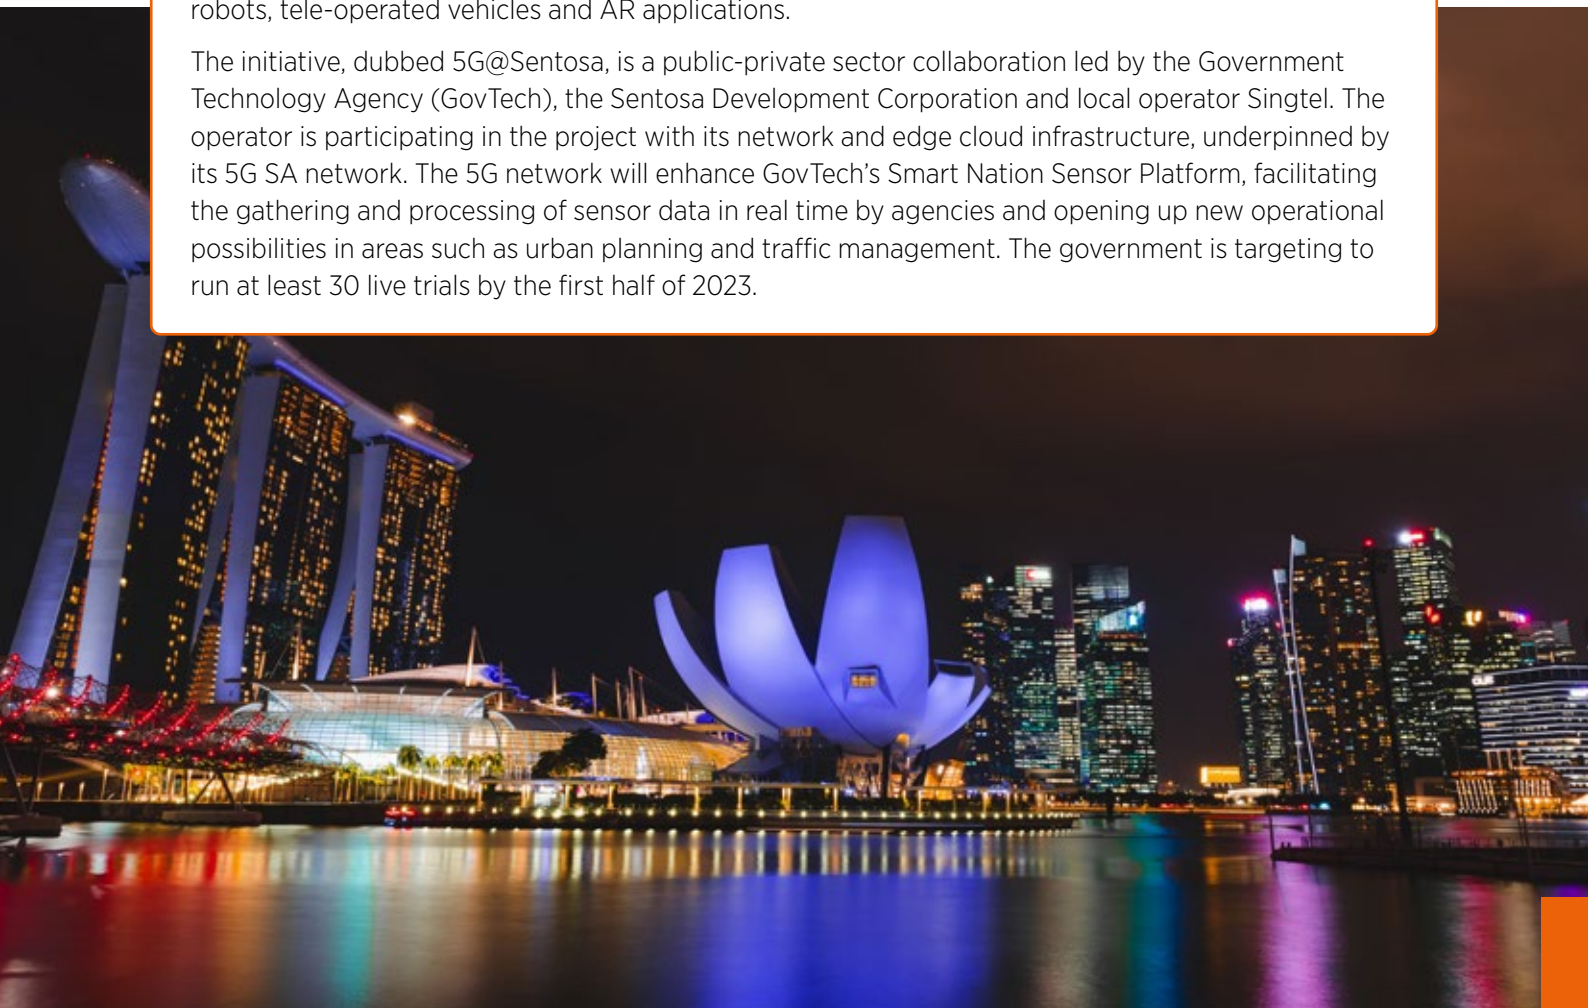 robots, tele-operated vehicles and AR applications.
The initiative, dubbed 5G@Sentosa, is a public-private sector collaboration led by the Government
Technology Agency (GovTech), the Sentosa Development Corporation and local operator Singtel. The
operator is participating in the project with its network and edge cloud infrastructure, underpinned by
its 5G SA network. The 5G network will enhance GovTech’s Smart Nation Sensor Platform, facilitating
the gathering and processing of sensor data in real time by agencies and opening up new operational
possibilities in areas such as urban planning and traffic management. The government is targeting to
run at least 30 live trials by the first half of 2023.